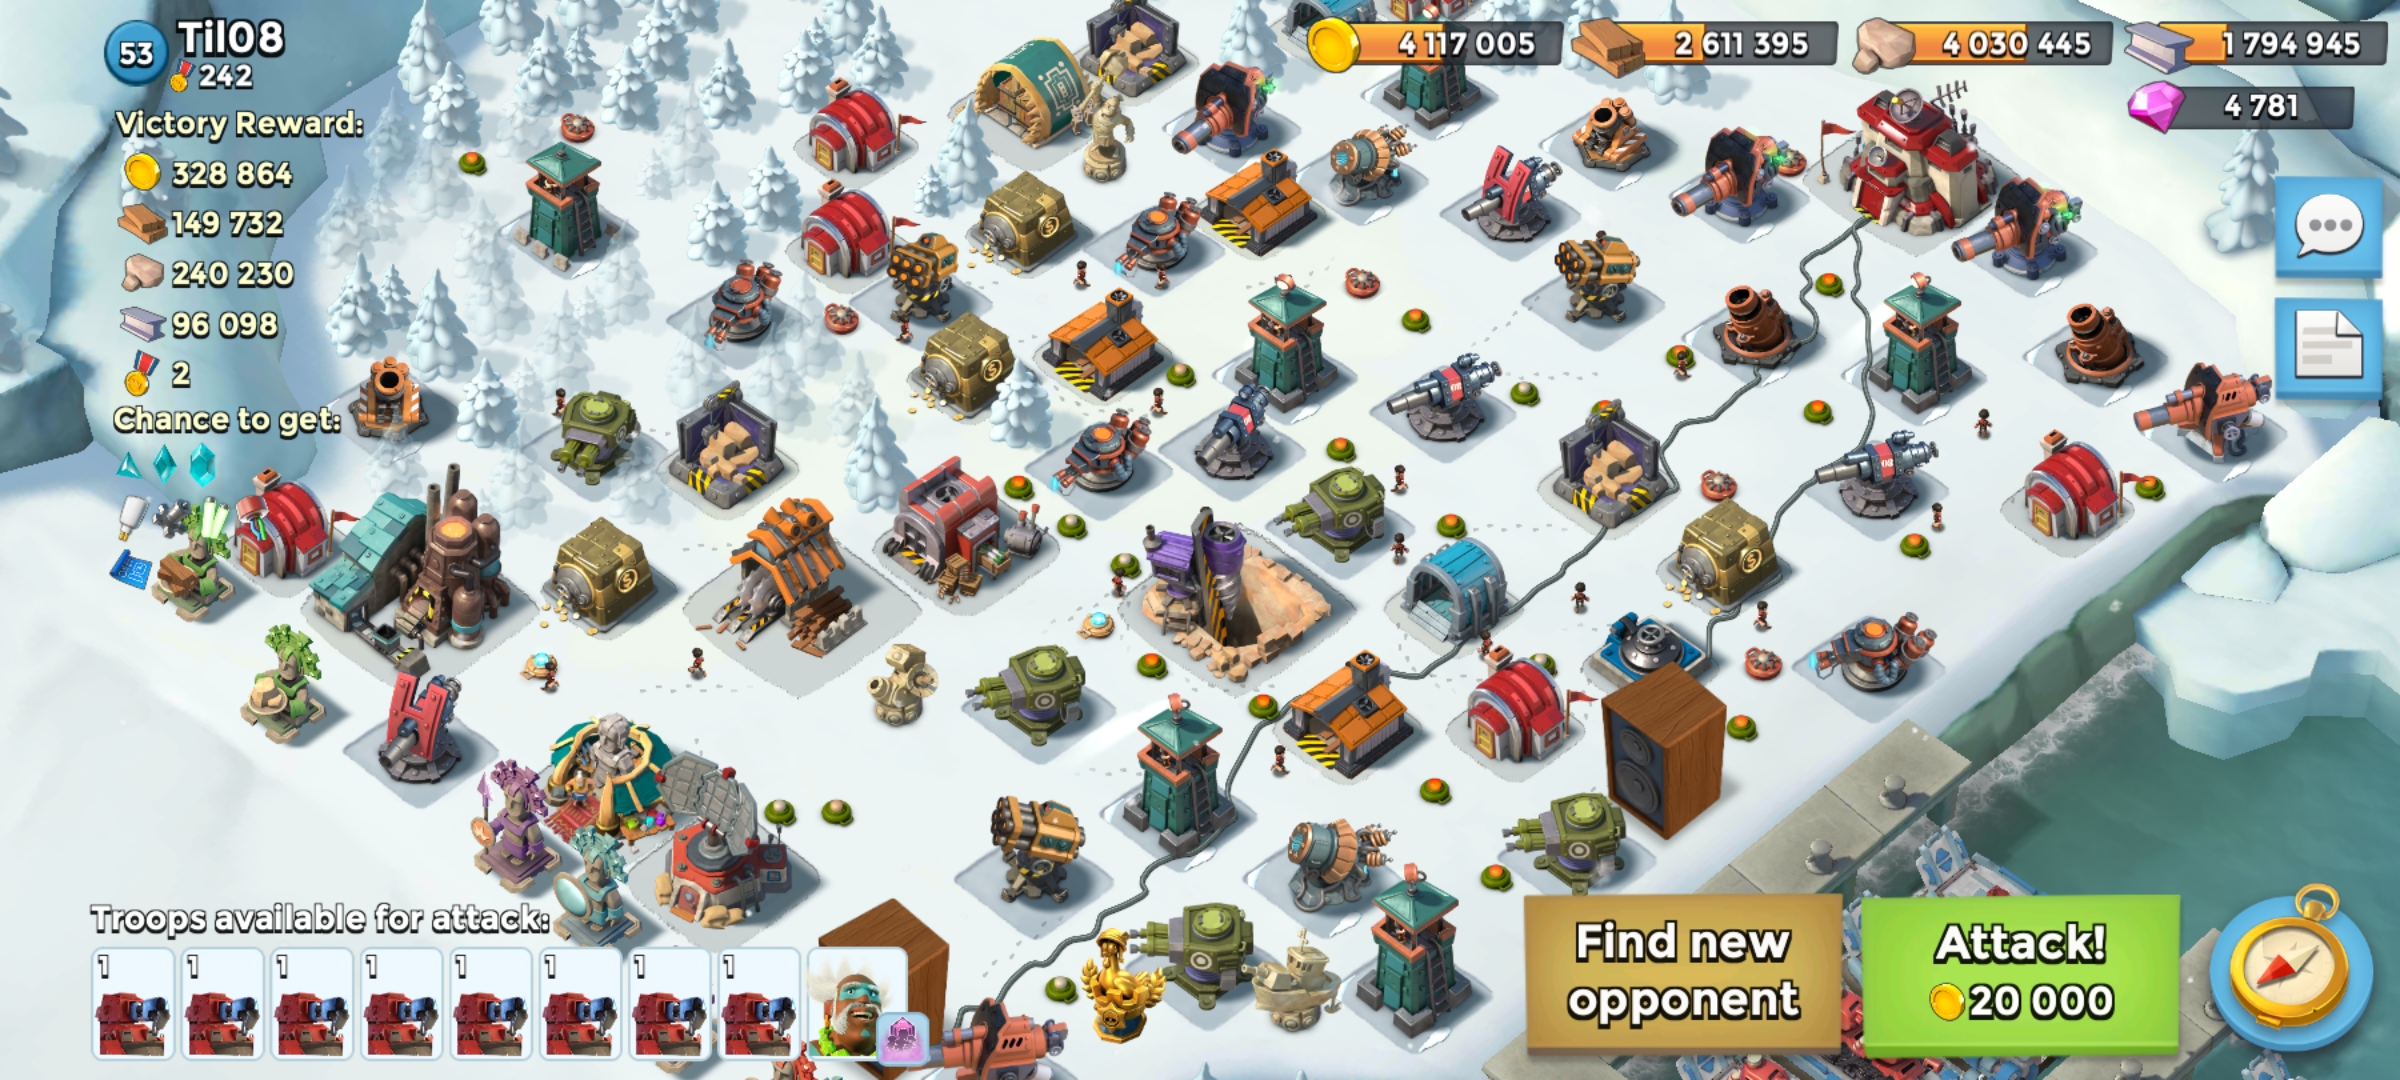 53
Til08
242
Victory Reward:
328 864
149 732
240 230
96 098
2
Chance to get:
4 117 005
2 611 395
4 030 445
1 794 945
4 781
Troops available for attack:
1
1
1
1
1
1
1
1
Find new
opponent
Attack!
20 000